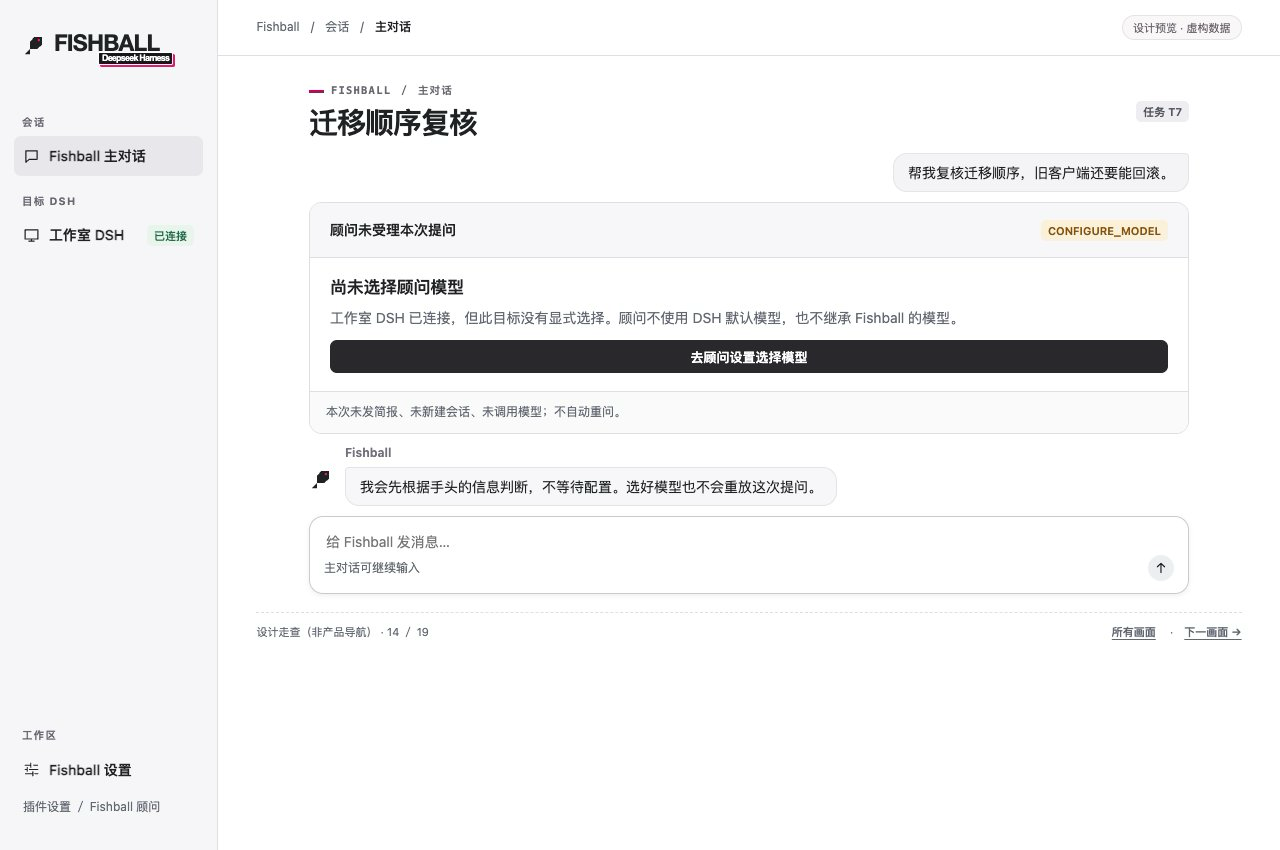 FISHBALL
Deepseek Harness
会话
Fishball 主对话
目标 DSH
工作室 DSH 已连接
工作区
Fishball 设置
插件设置 / Fishball 顾问
Fishball / 会话 / 主对话
设计预览 · 虚构数据
FISHBALL / 主对话
迁移顺序复核
任务 T7
帮我复核迁移顺序，旧客户端还要能回滚。
顾问未受理本次提问
CONFIGURE_MODEL
尚未选择顾问模型
工作室 DSH 已连接，但此目标没有显式选择。顾问不使用 DSH 默认模型，也不继承 Fishball 的模型。
去顾问设置选择模型
本次未发简报、未新建会话、未调用模型；不自动重问。
Fishball
我会先根据手头的信息判断，不等待配置。选好模型也不会重放这次提问。
给 Fishball 发消息...
主对话可继续输入
↑
设计走查（非产品导航） · 14 / 19
所有画面 · 下一画面 →